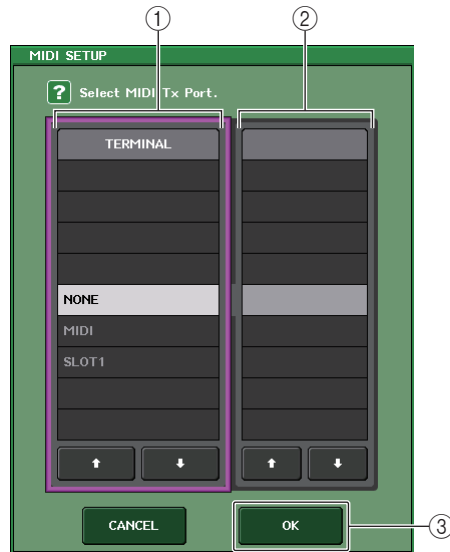 ① ②
MIDI SETUP
? Select MIDI Tx Port.
TERMINAL
NONE
MIDI
SLOT1
CANCEL OK ③